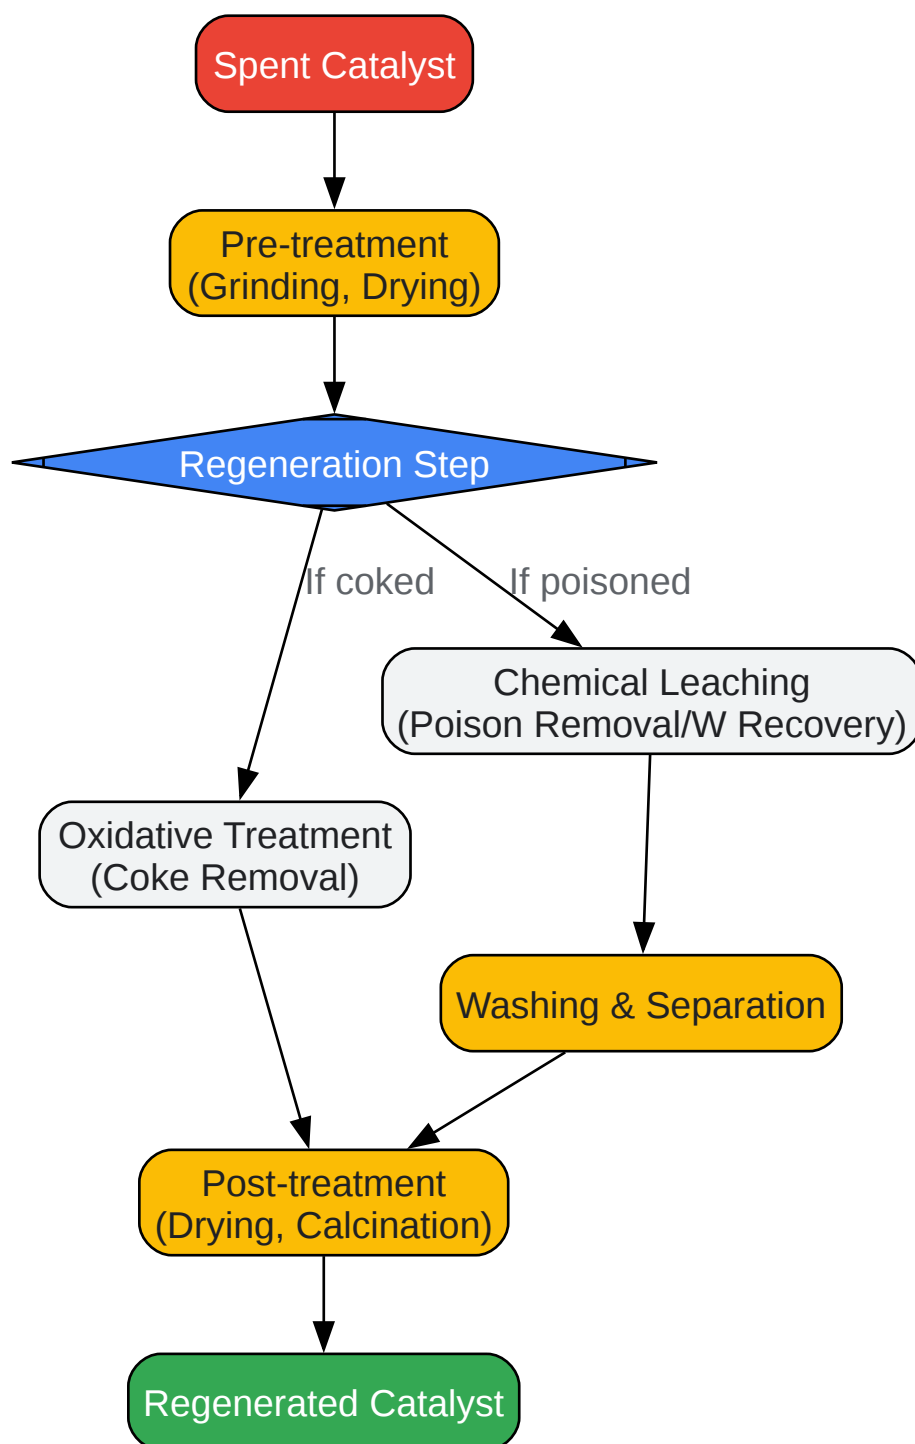 Spent Catalyst
Pre-treatment
(Grinding, Drying)
Regeneration Step
If coked
If poisoned
Chemical Leaching
(Poison Removal/W Recovery)
Oxidative Treatment
(Coke Removal)
Washing & Separation
Post-treatment
(Drying, Calcination)
Regenerated Catalyst